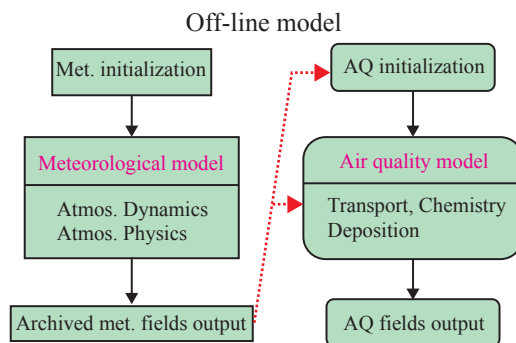 Off-line model
Met. initialization
Meteorological model
Atmos. Dynamics
Atmos. Physics
Archived met. fields output
AQ initialization
Air quality model
Transport, Chemistry
Deposition
AQ fields output